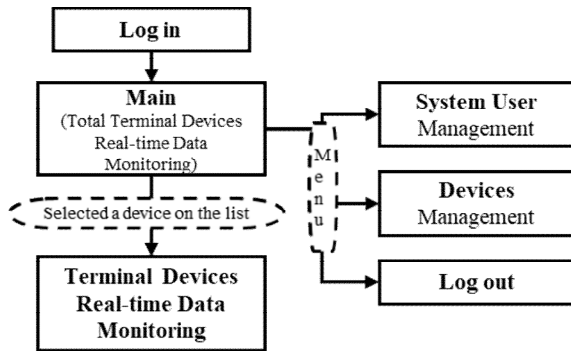 Log in
Main
(Total Terminal Devices
Real-time Data
Monitoring)
Selected a device on the list
Terminal Devices
Real-time Data
Monitoring
Menu
System User
Management
Devices
Management
Log out